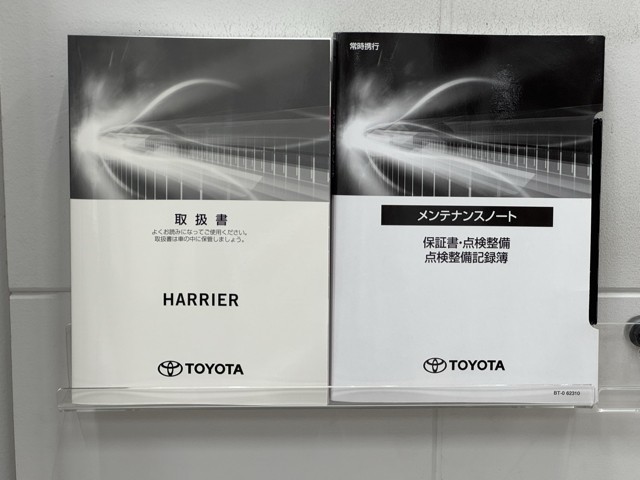 取扱書
よくお読みになってご使用ください。
取扱書は車の中に保管しましょう。
HARRIER
TOYOTA
常時携行
メンテナンスノート
保証書・点検整備
点検整備記録簿
TOYOTA
BT-0 62310